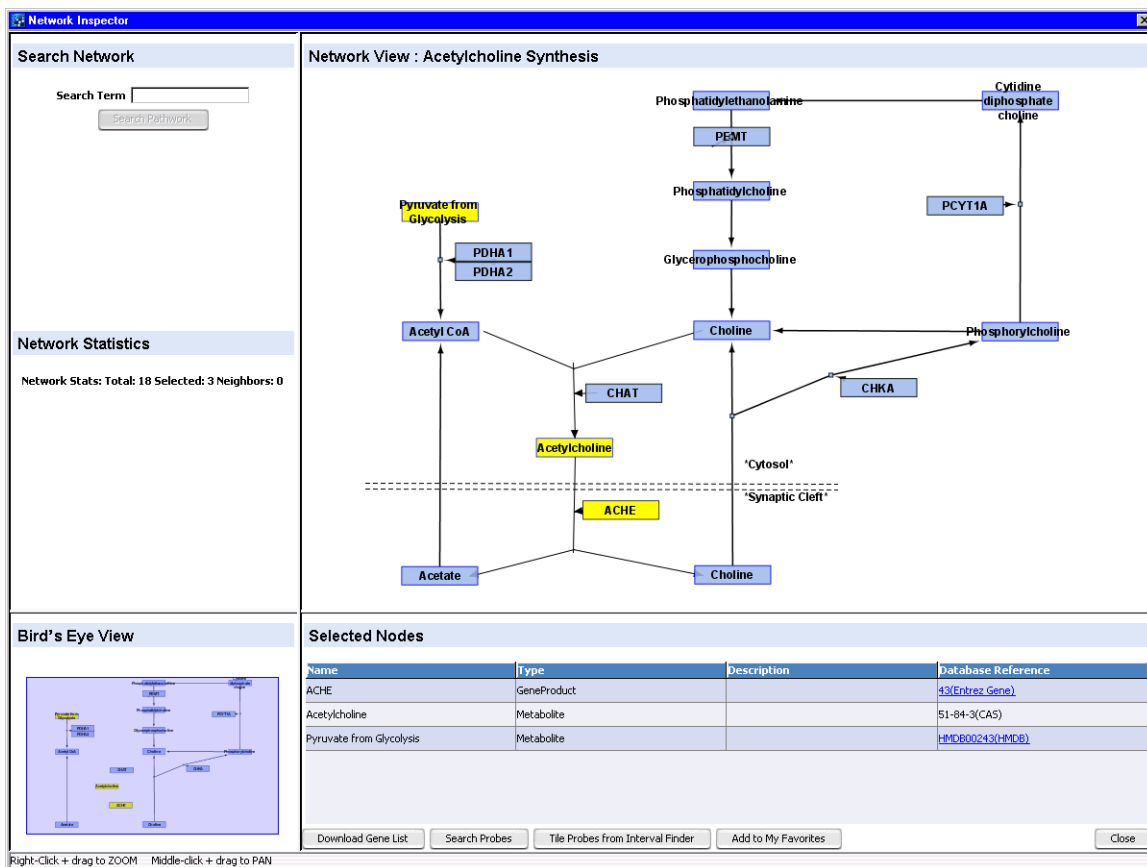 Network Inspector
Search Network
Search Term
Search Pathwork
Network Statistics
Network Stats: Total: 18 Selected: 3 Neighbors: 0
Network View : Acetylcholine Synthesis
Phosphatidylethanolamine
Cytidine
diphosphate
choline
PEMT
Phosphatidylcholine
Pyruvate from
Glycolysis
PCYT1A
PDHA1
PDHA2
Glycerophosphocholine
Acetyl CoA
Choline
Phosphorylcholine
CHAT
CHKA
Acetylcholine
*Cytosol*
*Synaptic Cleft*
ACHE
Acetate
Choline
Bird's Eye View
Selected Nodes
Name Type Description Database Reference
ACHE GeneProduct 43(Entrez Gene)
Acetylcholine Metabolite 51-84-3(CAS)
Pyruvate from Glycolysis Metabolite HMDB00243(HMDB)
Download Gene List Search Probes Tile Probes from Interval Finder Add to My Favorites Close
Right-Click + drag to ZOOM Middle-click + drag to PAN